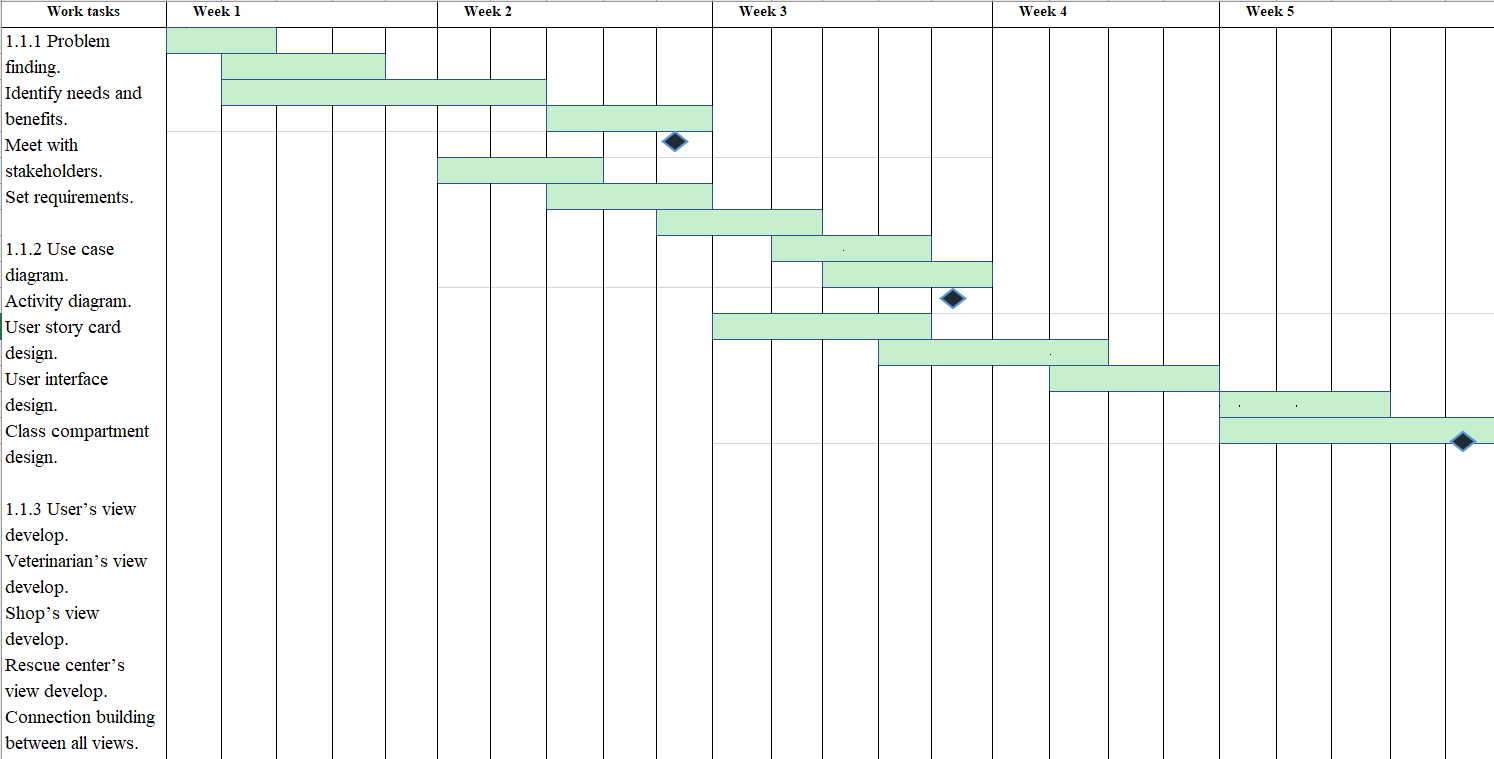 Work tasks Week 1 Week 2 Week 3 Week 4 Week 5
1.1.1 Problem
finding.
Identify needs and
benefits.
Meet with
stakeholders.
Set requirements.
1.1.2 Use case
diagram.
Activity diagram.
User story card
design.
User interface
design.
Class compartment
design.
1.1.3 User’s view
develop.
Veterinarian’s view
develop.
Shop’s view
develop.
Rescue center’s
view develop.
Connection building
between all views.